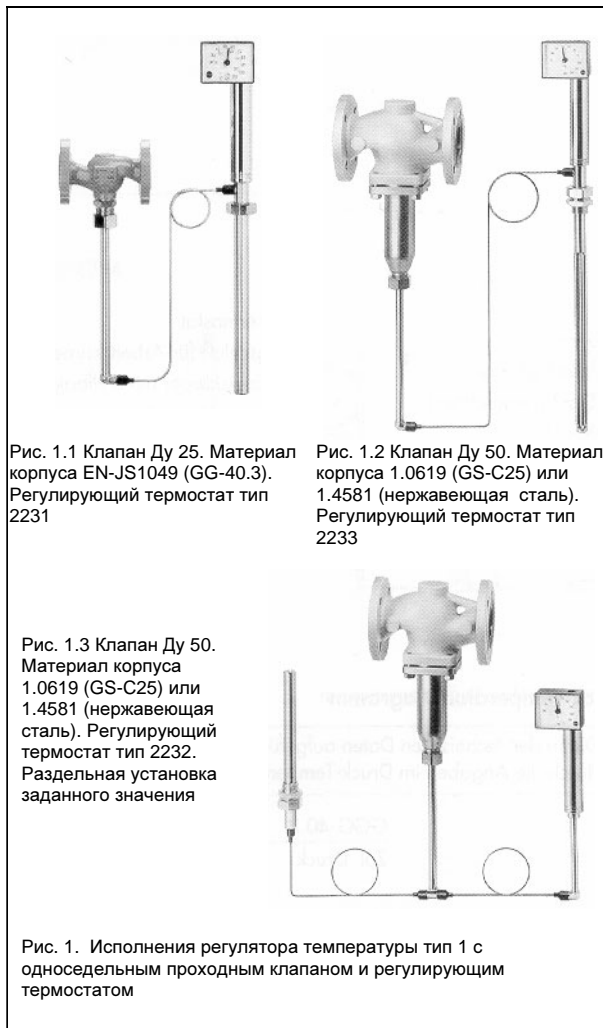 Рис. 1.1 Клапан Ду 25. Материал
корпуса EN-JS1049 (GG-40.3).
Регулирующий термостат тип
2231
Рис. 1.2 Клапан Ду 50. Материал
корпуса 1.0619 (GS-C25) или
1.4581 (нержавеющая сталь).
Регулирующий термостат тип
2233
Рис. 1.3 Клапан Ду 50.
Материал корпуса
1.0619 (GS-C25) или
1.4581 (нержавеющая
сталь). Регулирующий
термостат тип 2232.
Раздельная установка
заданного значения
Рис. 1. Исполнения регулятора температуры тип 1 с
односедельным проходным клапаном и регулирующим
термостатом